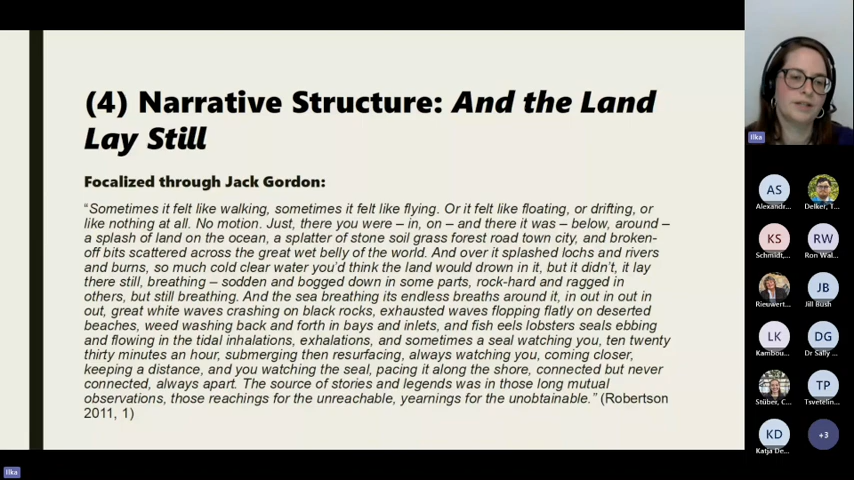 (4) Narrative Structure: And the Land
Lay Still
Focalized through Jack Gordon:
“Sometimes it felt like walking, sometimes it felt like flying. Or it felt like floating, or drifting, or
like nothing at all. No motion. Just, there you were – in, on – and there it was – below, around –
a splash of land on the ocean, a splatter of stone soil grass forest road town city, and broken-
off bits scattered across the great wet belly of the world. And over it splashed lochs and rivers
and burns, so much cold clear water you'd think the land would drown in it, but it didn't, it lay
there still, breathing – sodden and bogged down in some parts, rock-hard and ragged in
others, but still breathing. And the sea breathing its endless breaths around it, in out in out in
out, great white waves crashing on black rocks, exhausted waves flopping flatly on deserted
beaches, weed washing back and forth in bays and inlets, and fish eels lobsters seals ebbing
and flowing in the tidal inhalations, exhalations, and sometimes a seal watching you, ten twenty
thirty minutes an hour, submerging then resurfacing, always watching you, coming closer,
keeping a distance, and you watching the seal, pacing it along the shore, connected but never
connected, always apart. The source of stories and legends was in those long mutual
observations, those reachings for the unreachable, yearnings for the unobtainable.” (Robertson
2011, 1)
Ilka
AS
Alexandr...
Delker, T...
KS
Schmidt,...
RW
Ron Wal...
Rieuwert...
JB
Jill Bush
LK
Kambou...
DG
Dr Sally ...
Stüber, C...
TP
Tsvetelin...
KD
Katja De...
+3
Ilka